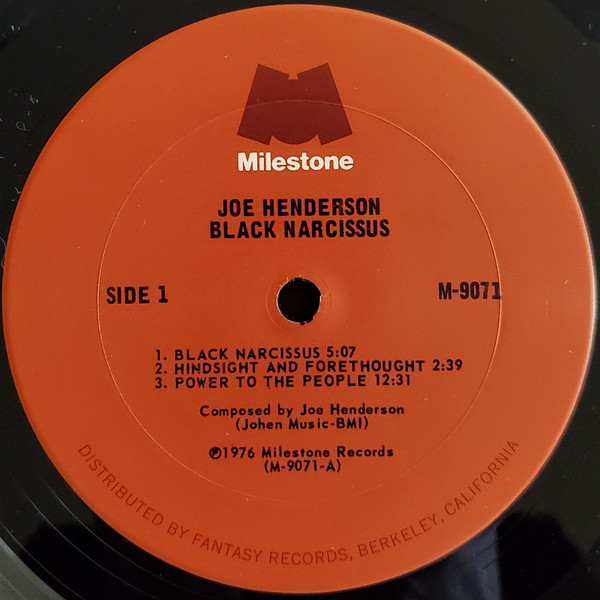 Milestone
JOE HENDERSON
BLACK NARCISSUS
SIDE 1 M-9071
1. BLACK NARCISSUS 5:07
2. HINDSIGHT AND FORETHOUGHT 2:39
3. POWER TO THE PEOPLE 12:31
Composed by Joe Henderson
(Johen Music-BMI)
℗1976 Milestone Records
(M-9071-A)
DISTRIBUTED BY FANTASY RECORDS, BERKELEY, CALIFORNIA